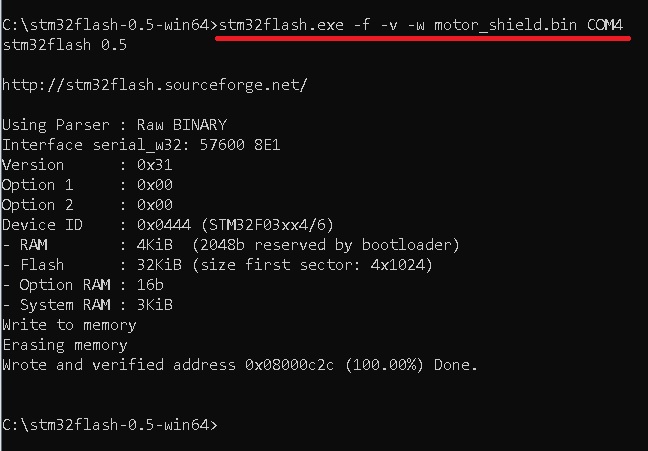 C:\stm32flash-0.5-win64>stm32flash.exe -f -v -w motor_shield.bin COM4
stm32flash 0.5
http://stm32flash.sourceforge.net/
Using Parser : Raw BINARY
Interface serial_w32: 57600 8E1
Version      : 0x31
Option 1     : 0x00
Option 2     : 0x00
Device ID    : 0x0444 (STM32F03xx4/6)
- RAM        : 4KiB  (2048b reserved by bootloader)
- Flash      : 32KiB (size first sector: 4x1024)
- Option RAM : 16b
- System RAM : 3KiB
Write to memory
Erasing memory
Wrote and verified address 0x08000c2c (100.00%) Done.
C:\stm32flash-0.5-win64>